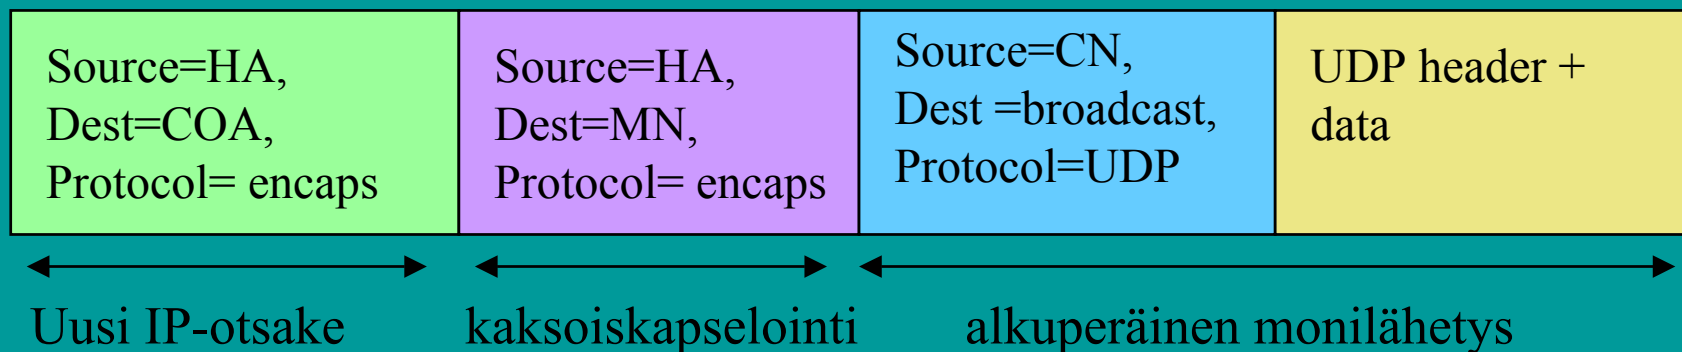 Source=HA,
Dest=COA,
Protocol= encaps
Source=HA,
Dest=MN,
Protocol= encaps
Source=CN,
Dest =broadcast,
Protocol=UDP
UDP header +
data
Uusi IP-otsake
kaksoiskapselointi
alkuperäinen monilähetys